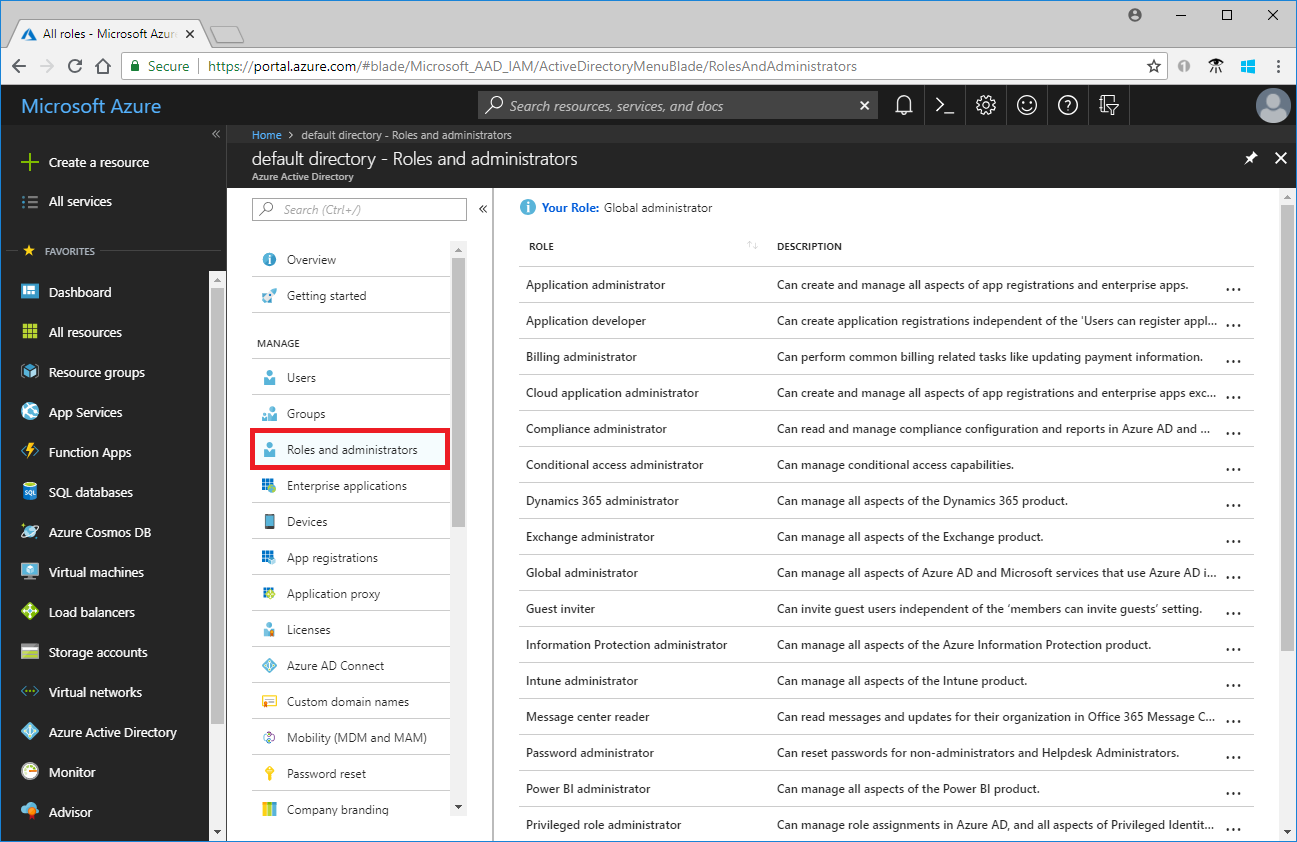 All roles - Microsoft Azur
Secure
https://portal.azure.com/#blade/Microsoft_AAD_IAM/ActiveDirectoryMenuBlade/RolesAndAdministrators
Microsoft Azure
Search resources, services, and docs
Home > default directory - Roles and administrators
default directory - Roles and administrators
Azure Active Directory
Create a resource
All services
FAVORITES
Dashboard
All resources
Resource groups
App Services
Function Apps
SQL databases
Azure Cosmos DB
Virtual machines
Load balancers
Storage accounts
Virtual networks
Azure Active Directory
Monitor
Advisor
Search (Ctrl+/)
Overview
Getting started
MANAGE
Users
Groups
Roles and administrators
Enterprise applications
Devices
App registrations
Application proxy
Licenses
Azure AD Connect
Custom domain names
Mobility (MDM and MAM)
Password reset
Company branding
Your Role: Global administrator
ROLE DESCRIPTION
Application administrator Can create and manage all aspects of app registrations and enterprise apps.
Application developer Can create application registrations independent of the 'Users can register appl...
Billing administrator Can perform common billing related tasks like updating payment information.
Cloud application administrator Can create and manage all aspects of app registrations and enterprise apps exc...
Compliance administrator Can read and manage compliance configuration and reports in Azure AD and ...
Conditional access administrator Can manage conditional access capabilities.
Dynamics 365 administrator Can manage all aspects of the Dynamics 365 product.
Exchange administrator Can manage all aspects of the Exchange product.
Global administrator Can manage all aspects of Azure AD and Microsoft services that use Azure AD i...
Guest inviter Can invite guest users independent of the 'members can invite guests' setting.
Information Protection administrator Can manage all aspects of the Azure Information Protection product.
Intune administrator Can manage all aspects of the Intune product.
Message center reader Can read messages and updates for their organization in Office 365 Message C...
Password administrator Can reset passwords for non-administrators and Helpdesk Administrators.
Power BI administrator Can manage all aspects of the Power BI product.
Privileged role administrator Can manage role assignments in Azure AD, and all aspects of Privileged Identit...